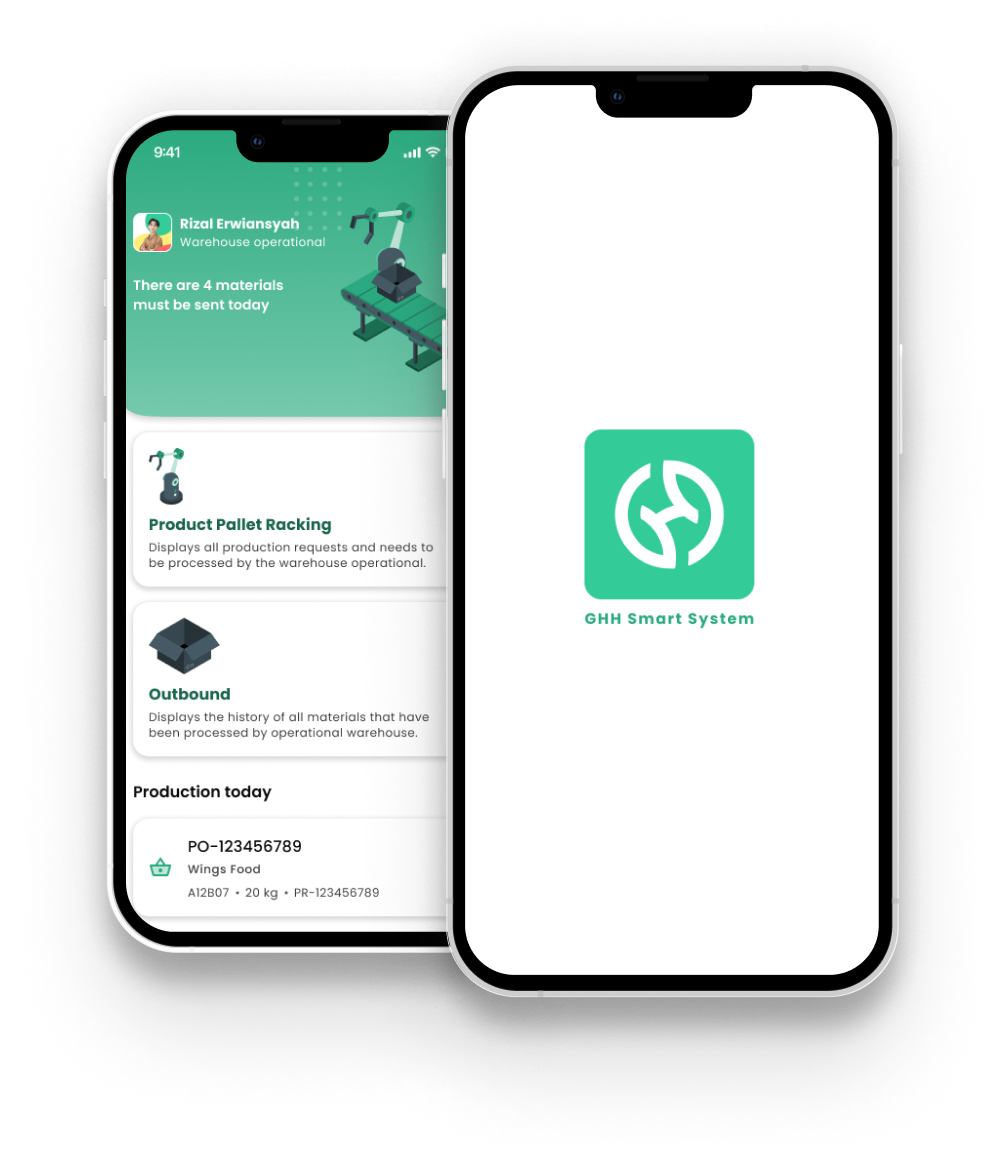 9:41
Rizal Erwiansyah
Warehouse operational
There are 4 materials
must be sent today
Product Pallet Racking
Displays all production requests and needs to
be processed by the warehouse operational.
Outbound
Displays the history of all materials that have
been processed by operational warehouse.
Production today
PO-123456789
Wings Food
A12B07 • 20 kg • PR-123456789
GHH Smart System